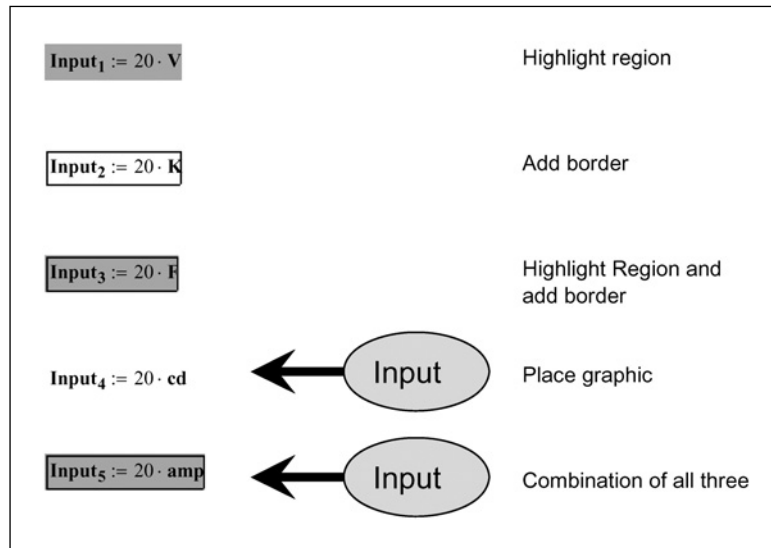 Input₁ := 20 · V Highlight region
Input₂ := 20 · K Add border
Input₃ := 20 · F Highlight Region and
add border
Input₄ := 20 · cd Input Place graphic
Input₅ := 20 · amp Input Combination of all three